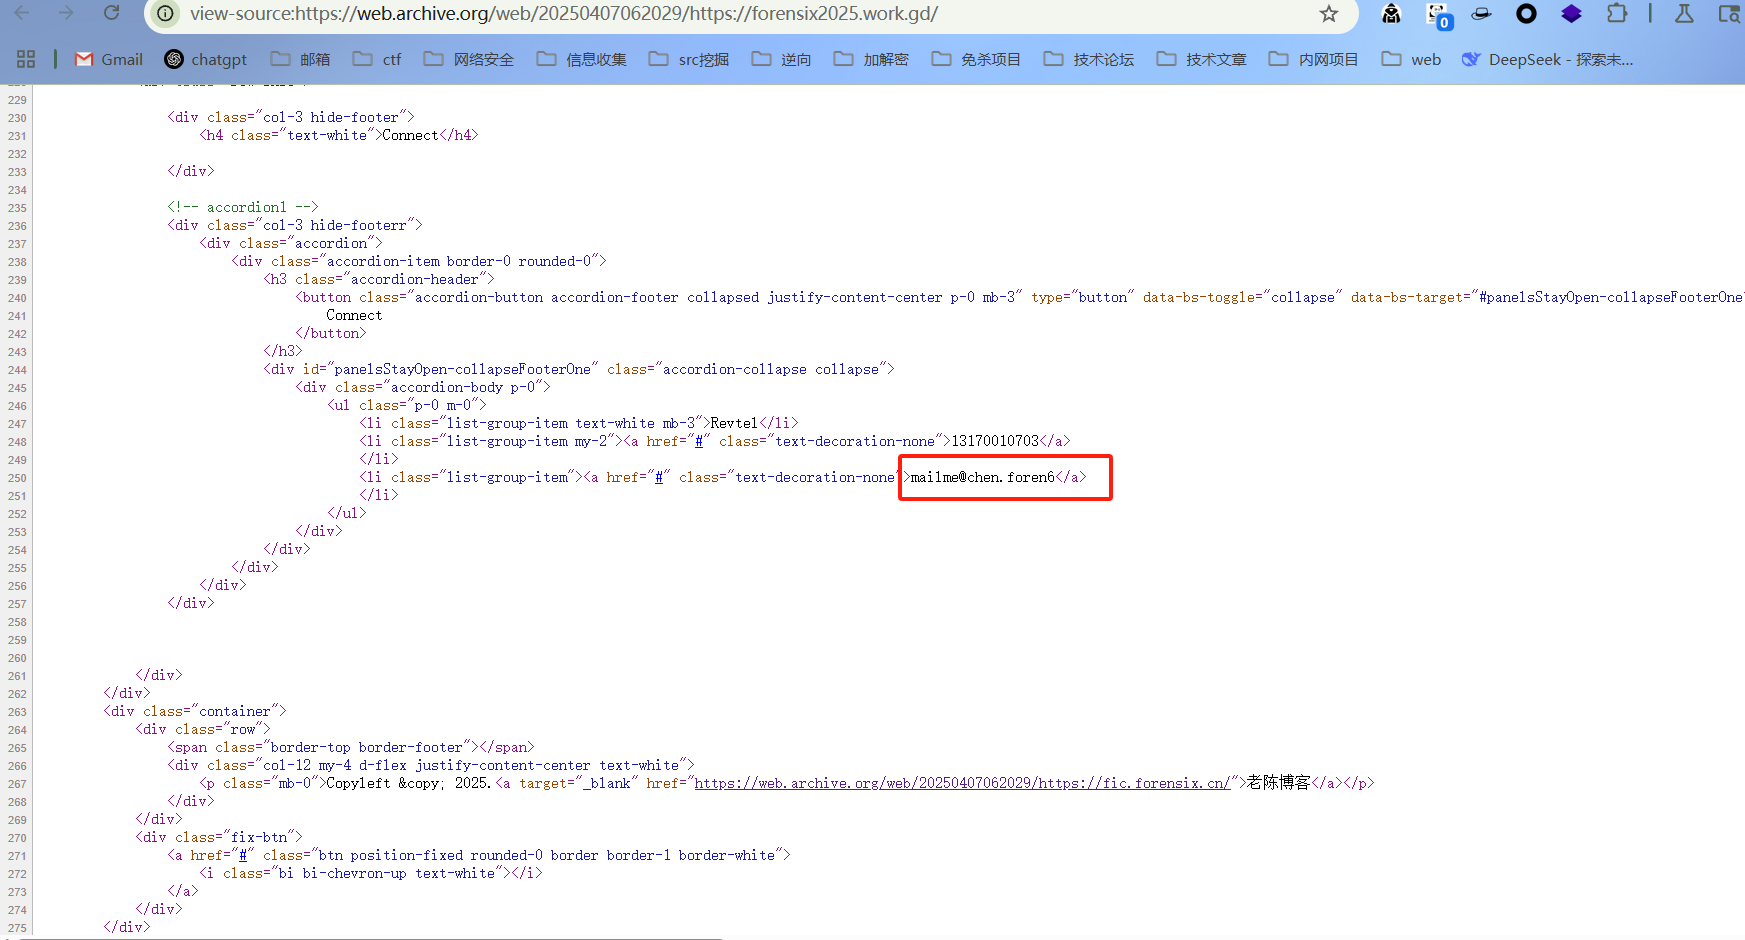 view-source:https://web.archive.org/web/20250407062029/https://forensix2025.work.gd/
0
Gmail chatgpt 邮箱 ctf 网络安全 信息收集 src挖掘 逆向 加解密 免杀项目 技术论坛 技术文章 内网项目 web DeepSeek - 探索未...
229
230 <div class="col-3 hide-footer">
231 <h4 class="text-white">Connect</h4>
232
233 </div>
234
235 <!-- accordion1 -->
236 <div class="col-3 hide-footerr">
237 <div class="accordion">
238 <div class="accordion-item border-0 rounded-0">
239 <h3 class="accordion-header">
240 <button class="accordion-button accordion-footer collapsed justify-content-center p-0 mb-3" type="button" data-bs-toggle="collapse" data-bs-target="#panelsStayOpen-collapseFooterOne"
241 Connect
242 </button>
243 </h3>
244 <div id="panelsStayOpen-collapseFooterOne" class="accordion-collapse collapse">
245 <div class="accordion-body p-0">
246 <ul class="p-0 m-0">
247 <li class="list-group-item text-white mb-3">Revtel</li>
248 <li class="list-group-item my-2"><a href="#" class="text-decoration-none">13170010703</a>
249 </li>
250 <li class="list-group-item"><a href="#" class="text-decoration-none">mailme@chen.foren6</a>
251 </li>
252 </ul>
253 </div>
254 </div>
255 </div>
256 </div>
257 </div>
258
259
260
261 </div>
262 </div>
263 <div class="container">
264 <div class="row">
265 <span class="border-top border-footer"></span>
266 <div class="col-12 my-4 d-flex justify-content-center text-white">
267 <p class="mb-0">Copyleft &copy; 2025.<a target="_blank" href="https://web.archive.org/web/20250407062029/https://fic.forensix.cn/">老陈博客</a></p>
268 </div>
269 </div>
270 <div class="fix-btn">
271 <a href="#" class="btn position-fixed rounded-0 border border-1 border-white">
272 <i class="bi bi-chevron-up text-white"></i>
273 </a>
274 </div>
275 </div>